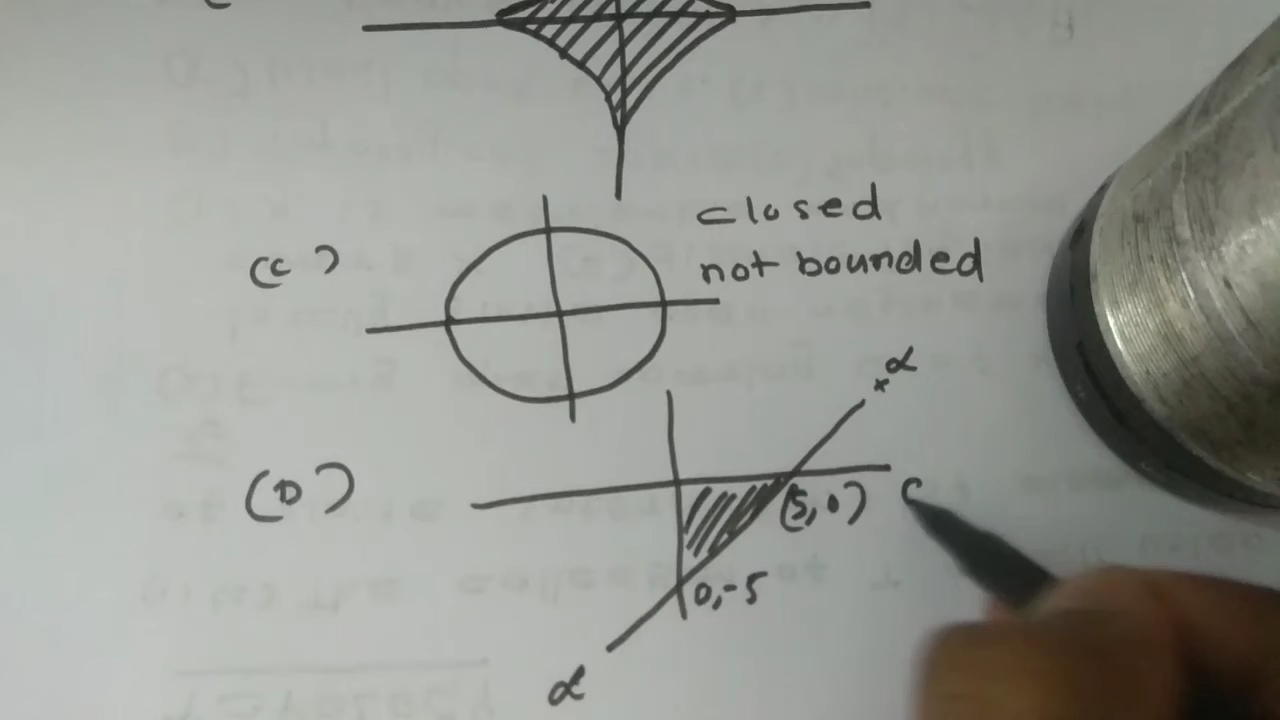 (C) closed
not bounded
α
(D) (5,0) C
0,-5
α